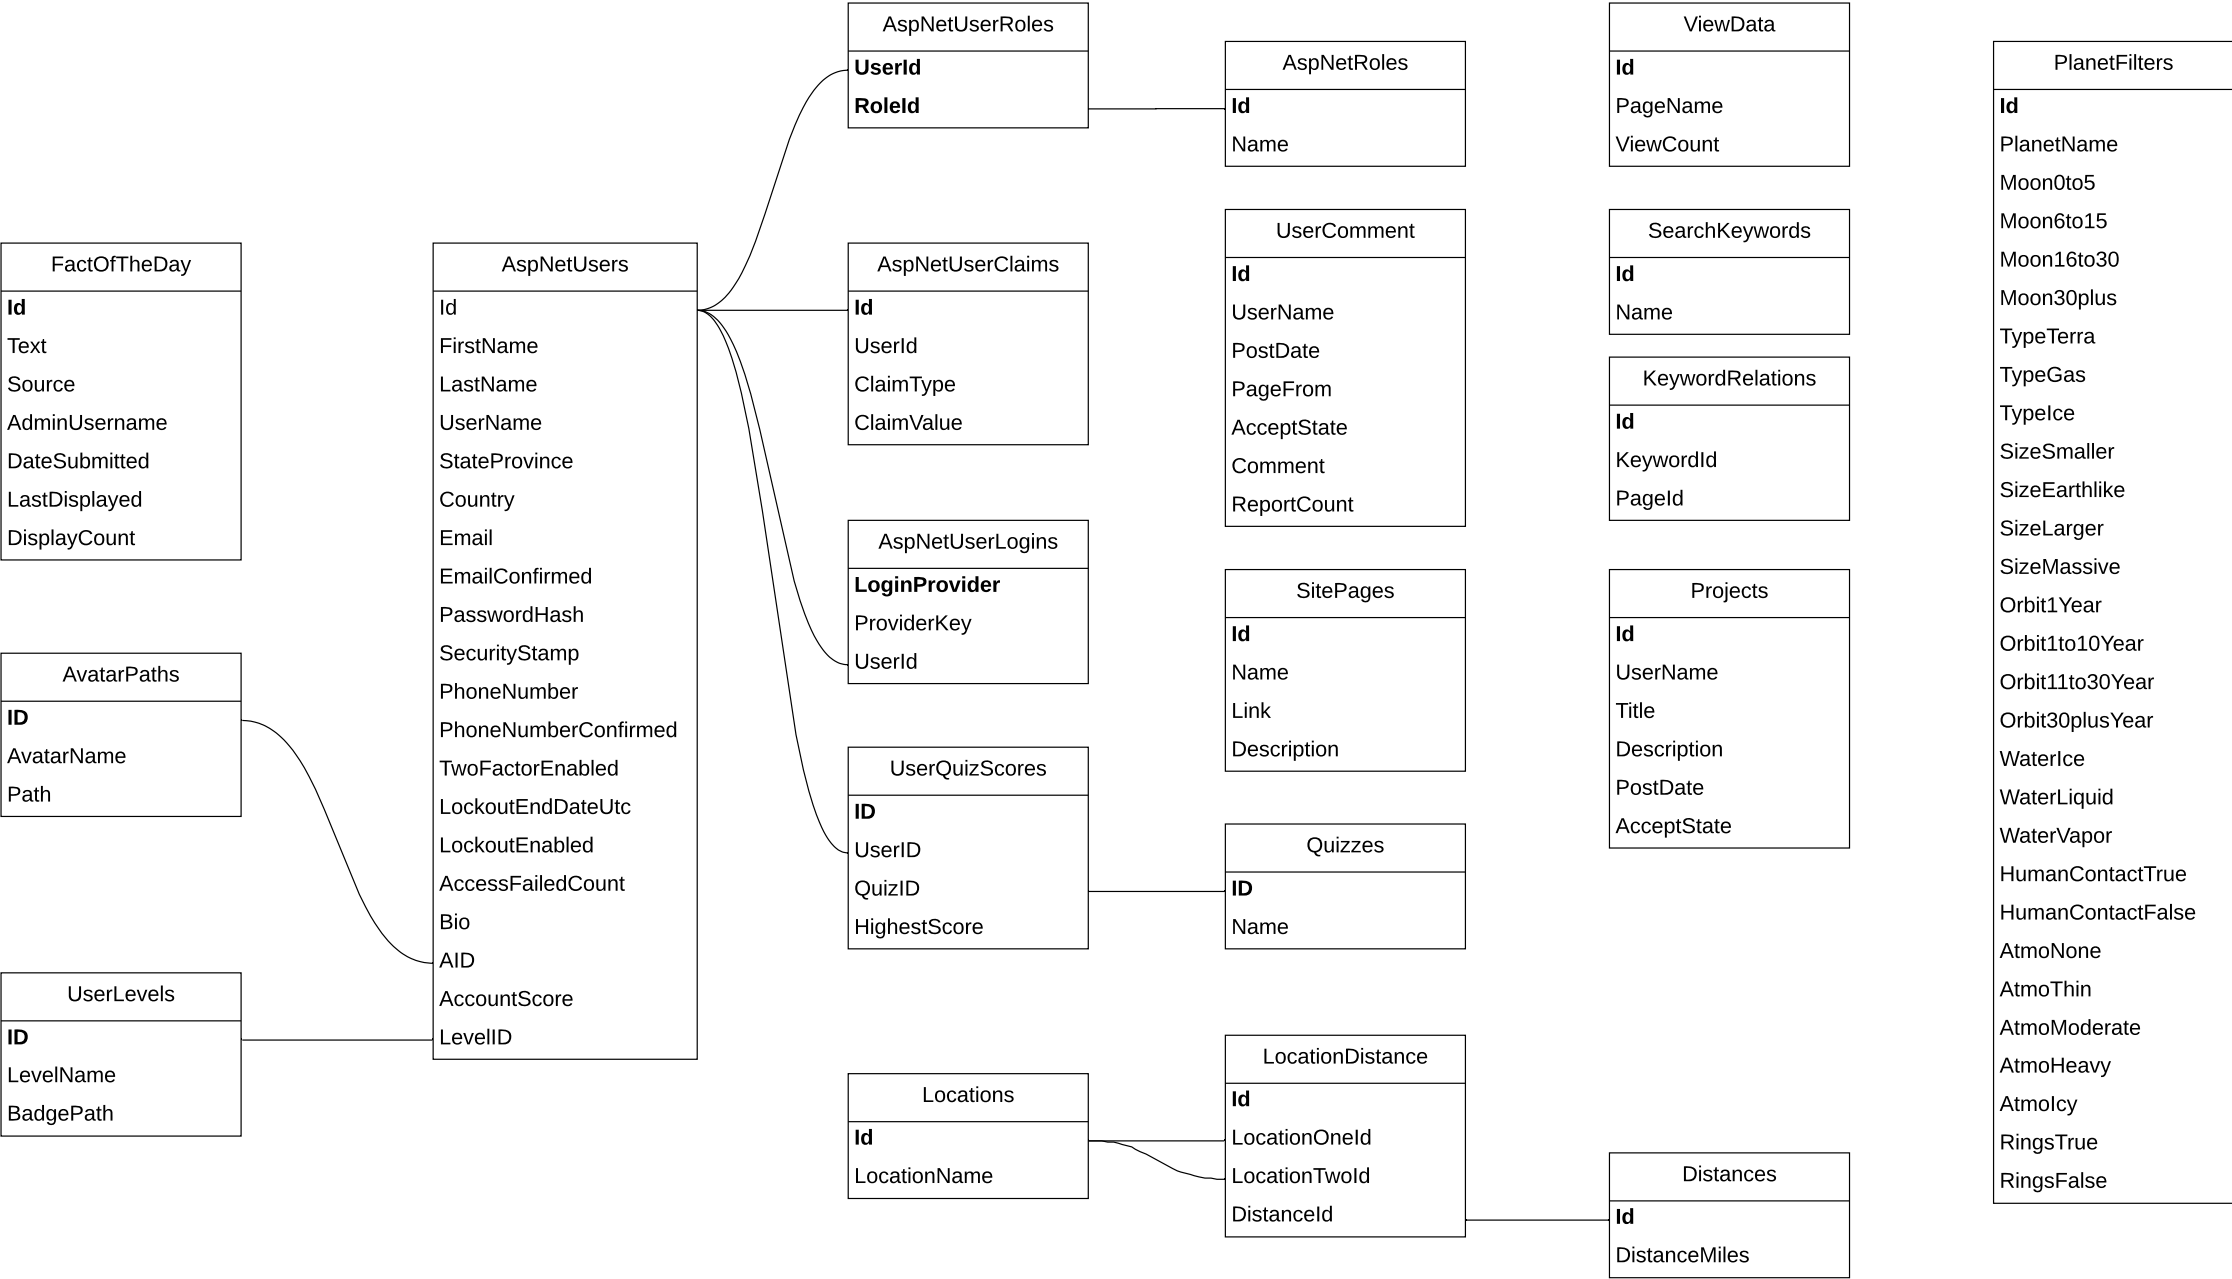 FactOfTheDay
Id
Text
Source
AdminUsername
DateSubmitted
LastDisplayed
DisplayCount
AvatarPaths
ID
AvatarName
Path
UserLevels
ID
LevelName
BadgePath
AspNetUsers
Id
FirstName
LastName
UserName
StateProvince
Country
Email
EmailConfirmed
PasswordHash
SecurityStamp
PhoneNumber
PhoneNumberConfirmed
TwoFactorEnabled
LockoutEndDateUtc
LockoutEnabled
AccessFailedCount
Bio
AID
AccountScore
LevelID
AspNetUserRoles
UserId
RoleId
AspNetUserClaims
Id
UserId
ClaimType
ClaimValue
AspNetUserLogins
LoginProvider
ProviderKey
UserId
UserQuizScores
ID
UserID
QuizID
HighestScore
Locations
Id
LocationName
AspNetRoles
Id
Name
UserComment
Id
UserName
PostDate
PageFrom
AcceptState
Comment
ReportCount
SitePages
Id
Name
Link
Description
Quizzes
ID
Name
LocationDistance
Id
LocationOneId
LocationTwoId
DistanceId
ViewData
Id
PageName
ViewCount
SearchKeywords
Id
Name
KeywordRelations
Id
KeywordId
PageId
Projects
Id
UserName
Title
Description
PostDate
AcceptState
Distances
Id
DistanceMiles
PlanetFilters
Id
PlanetName
Moon0to5
Moon6to15
Moon16to30
Moon30plus
TypeTerra
TypeGas
TypeIce
SizeSmaller
SizeEarthlike
SizeLarger
SizeMassive
Orbit1Year
Orbit1to10Year
Orbit11to30Year
Orbit30plusYear
WaterIce
WaterLiquid
WaterVapor
HumanContactTrue
HumanContactFalse
AtmoNone
AtmoThin
AtmoModerate
AtmoHeavy
AtmoIcy
RingsTrue
RingsFalse